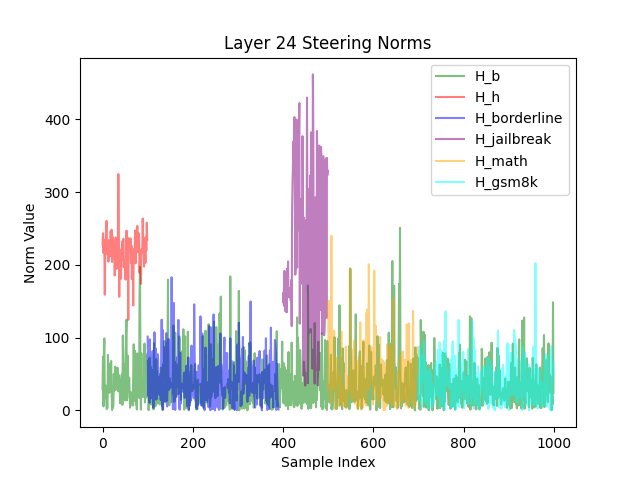 Layer 24 Steering Norms
Norm Value
400
300
200
100
0
H_b
H_h
H_borderline
H_jailbreak
H_math
H_gsm8k
0
200
400
600
800
1000
Sample Index